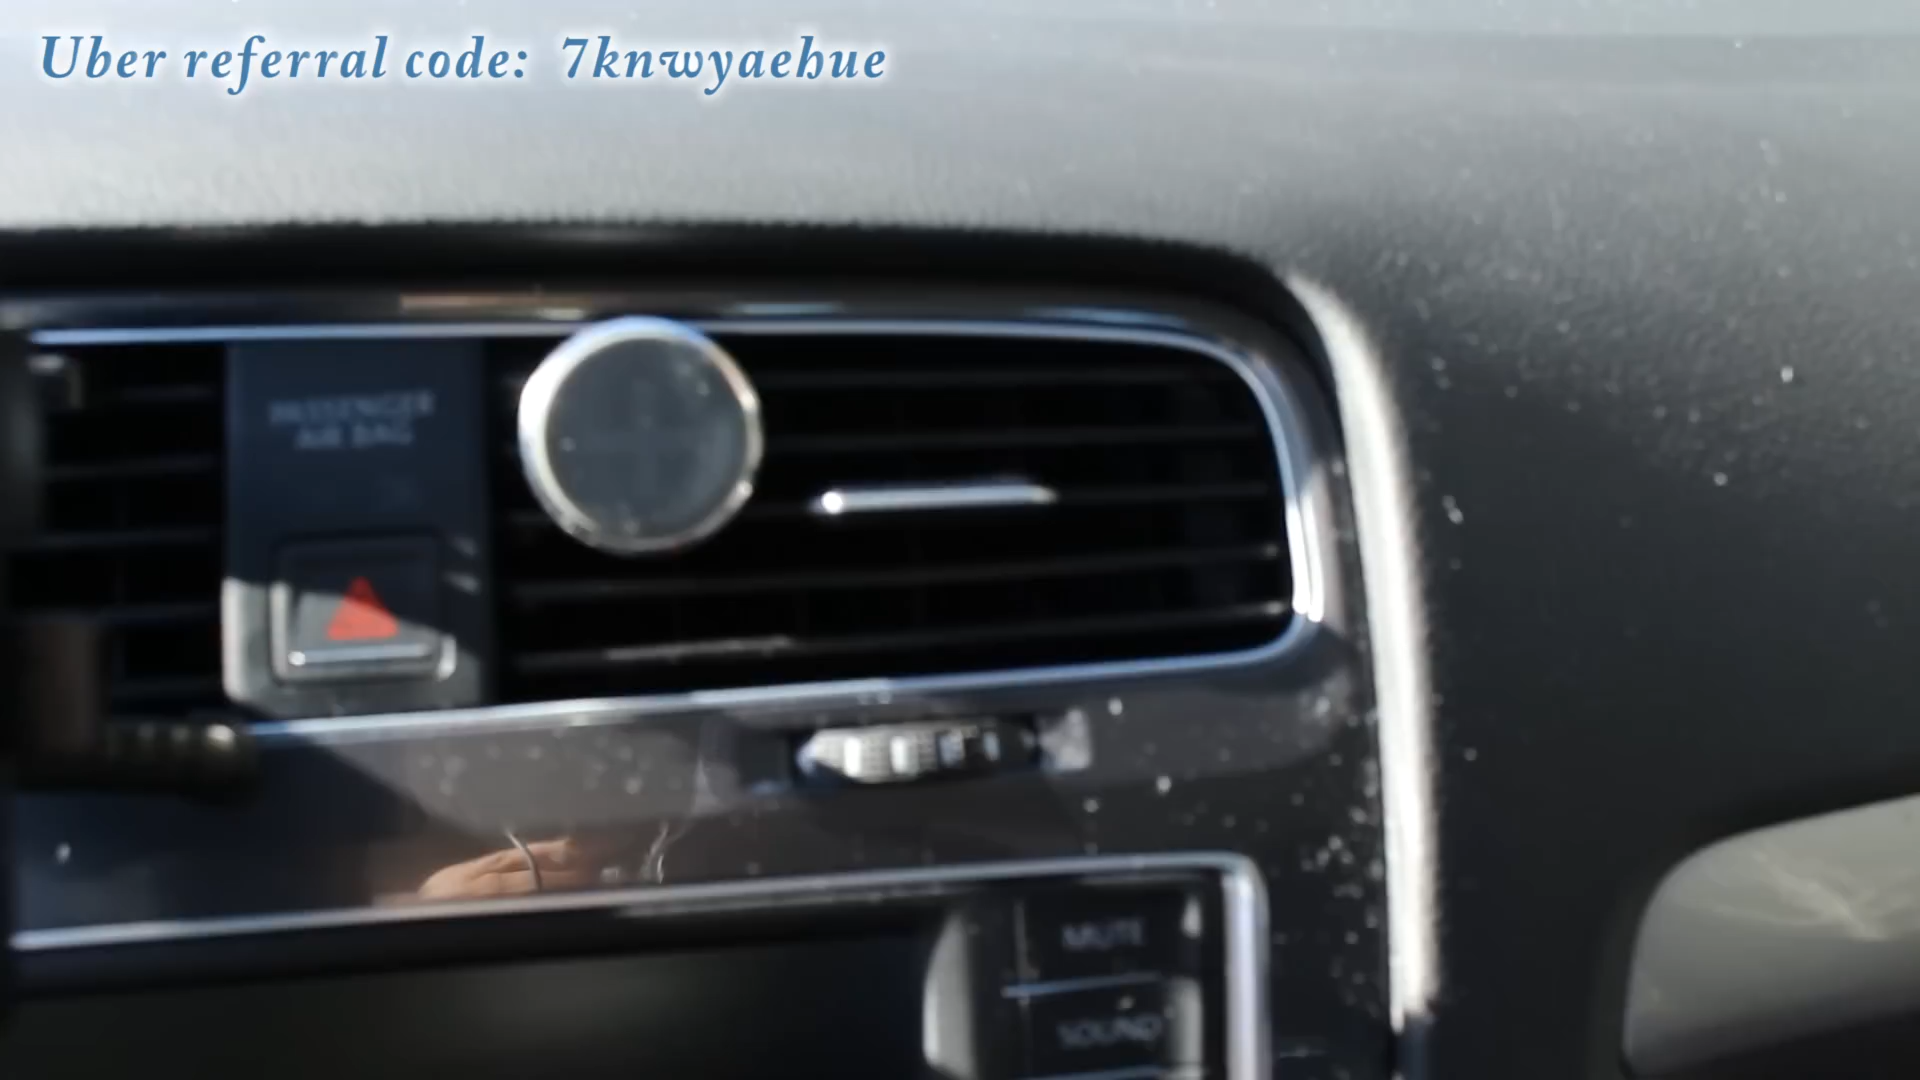 Uber referral code: 7knwyaehue
PASSENGER
AIR BAG
MUTE
SOUND